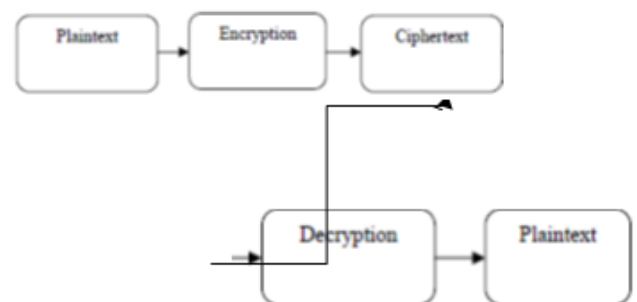 Plaintext
Encryption
Ciphertext
Decryption
Plaintext